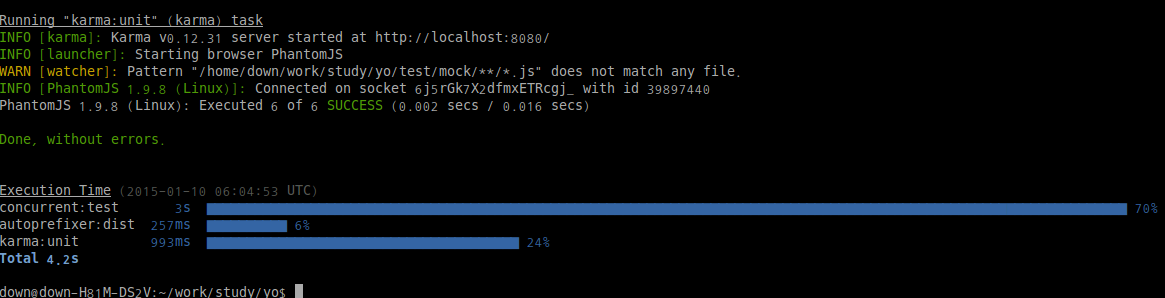 Running "karma:unit" (karma) task
INFO [karma]: Karma v0.12.31 server started at http://localhost:8080/
INFO [launcher]: Starting browser PhantomJS
WARN [watcher]: Pattern "/home/down/work/study/yo/test/mock/**/*.js" does not match any file.
INFO [PhantomJS 1.9.8 (Linux)]: Connected on socket 6jsrGk7X2dfmxETRcgj_ with id 39897440
PhantomJS 1.9.8 (Linux): Executed 6 of 6 SUCCESS (0.002 secs / 0.016 secs)
Done, without errors.
Execution Time (2015-01-10 06:04:53 UTC)
concurrent:test 3s 70%
autoprefixer:dist 257ms 6%
karma:unit 993ms 24%
Total 4.2s
down@down-H81M-DS2V:~/work/study/yo$